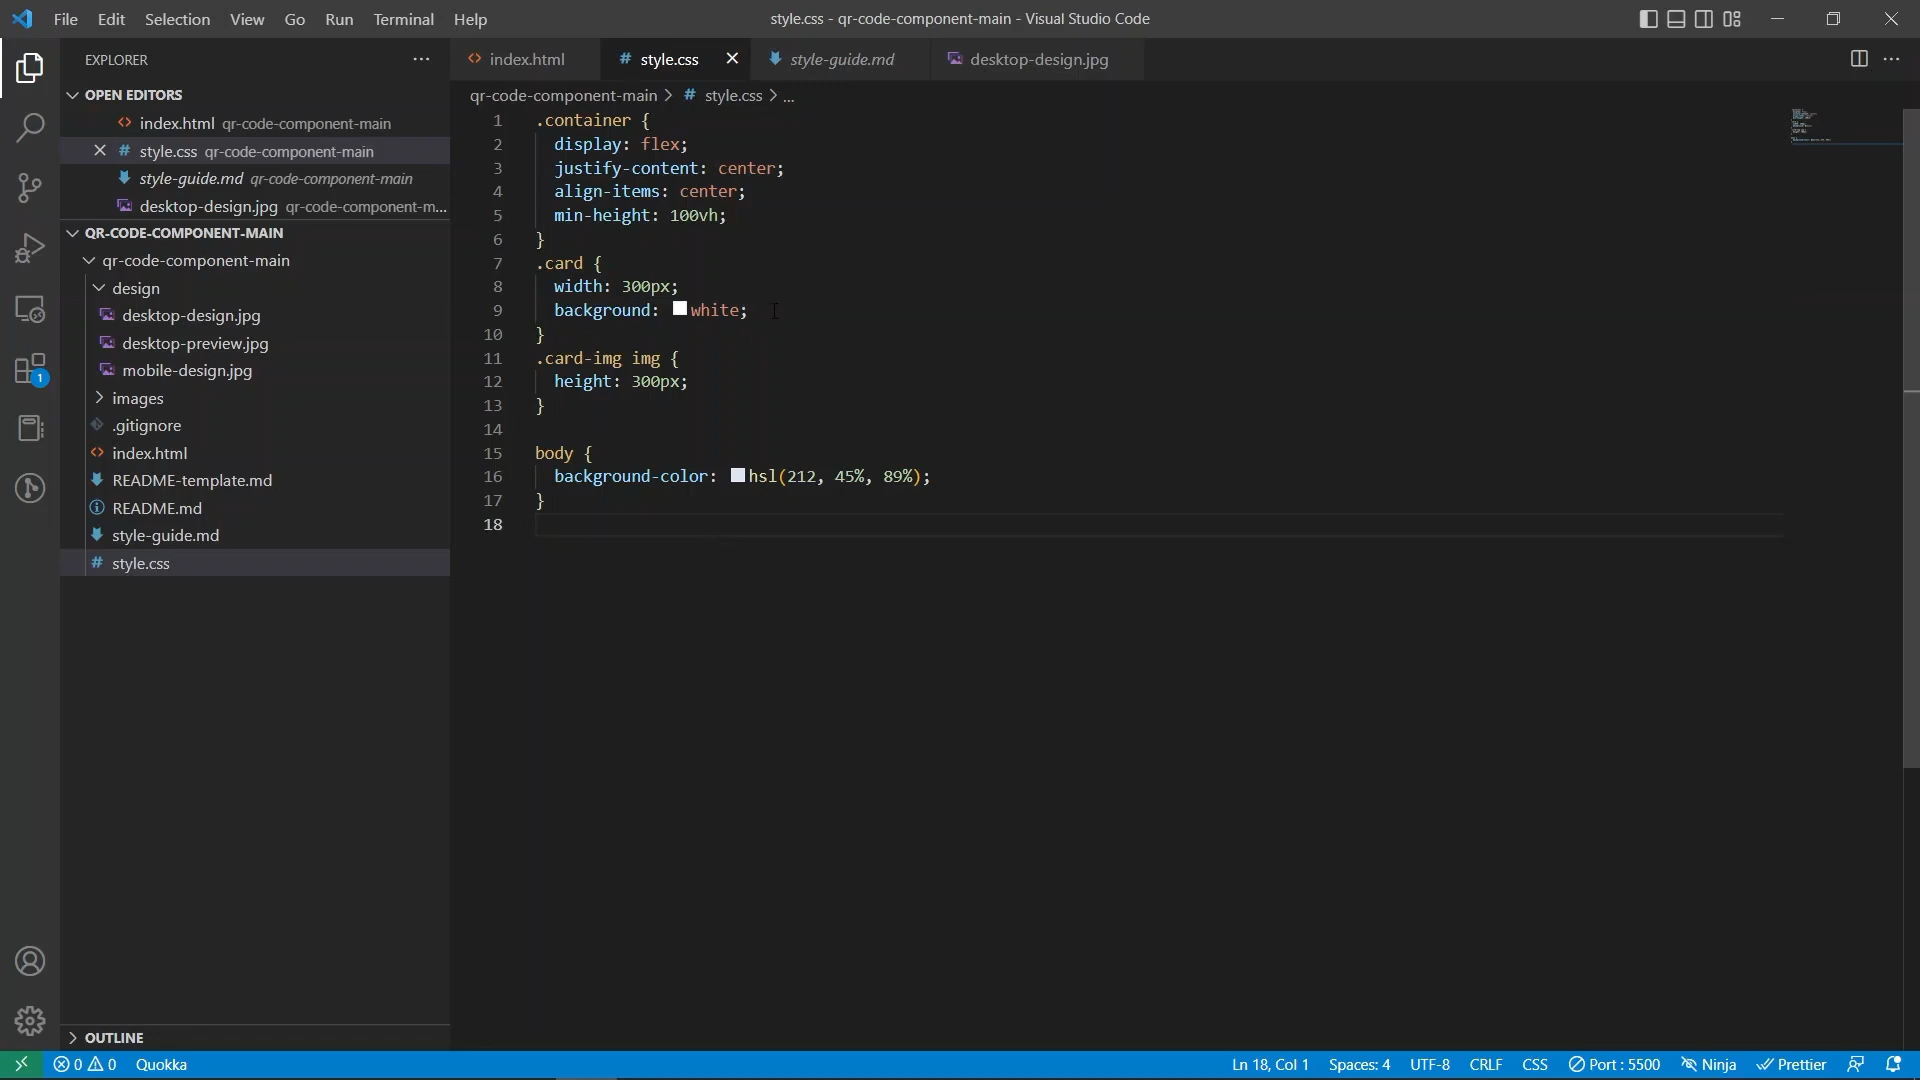 File Edit Selection View Go Run Terminal Help
style.css - qr-code-component-main - Visual Studio Code
EXPLORER
OPEN EDITORS
index.html qr-code-component-main
style.css qr-code-component-main
style-guide.md qr-code-component-main
desktop-design.jpg qr-code-component-m...
QR-CODE-COMPONENT-MAIN
qr-code-component-main
design
desktop-design.jpg
desktop-preview.jpg
mobile-design.jpg
images
.gitignore
index.html
README-template.md
README.md
style-guide.md
style.css
OUTLINE
1
index.html style.css style-guide.md desktop-design.jpg
qr-code-component-main > # style.css > ...
1 .container {
2 display: flex;
3 justify-content: center;
4 align-items: center;
5 min-height: 100vh;
6 }
7 .card {
8 width: 300px;
9 background: white;
10 }
11 .card-img img {
12 height: 300px;
13 }
14
15 body {
16 background-color: hsl(212, 45%, 89%);
17 }
18
0 0 Quokka
Ln 18, Col 1 Spaces: 4 UTF-8 CRLF CSS Port : 5500 Ninja Prettier